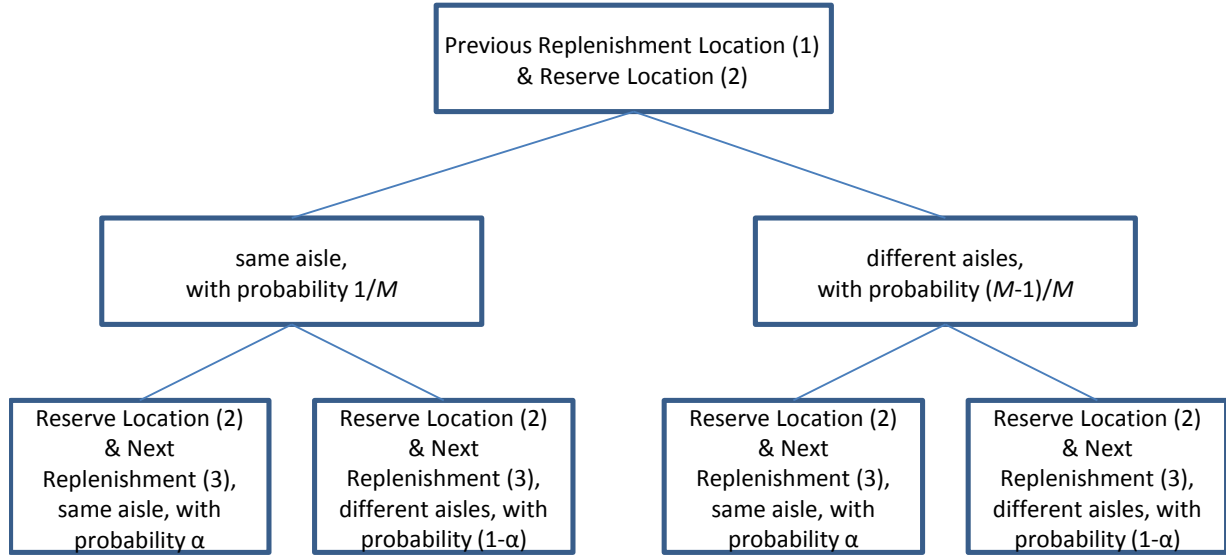 Previous Replenishment Location (1)
& Reserve Location (2)
same aisle,
with probability 1/M
different aisles,
with probability (M-1)/M
Reserve Location (2)
& Next
Replenishment (3),
same aisle, with
probability α
Reserve Location (2)
& Next
Replenishment (3),
different aisles, with
probability (1-α)
Reserve Location (2)
& Next
Replenishment (3),
same aisle, with
probability α
Reserve Location (2)
& Next
Replenishment (3),
different aisles, with
probability (1-α)